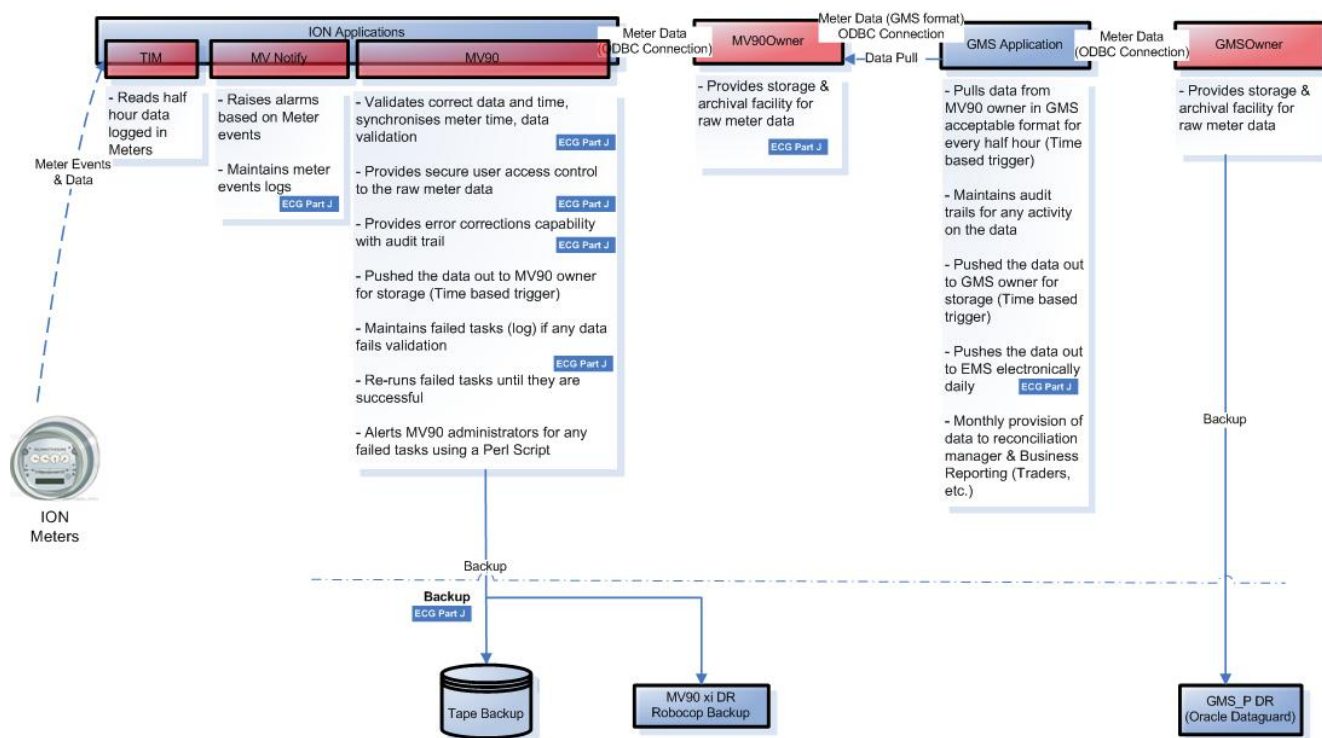 ION Applications
TIM
MV Notify
MV90
Meter Data
(ODBC Connection)
MV90Owner
Meter Data (GMS format)
ODBC Connection
Data Pull
GMS Application
Meter Data
(ODBC Connection)
GMSOwner
- Reads half
hour data
logged in
Meters
- Raises alarms
based on Meter
events
- Maintains meter
events logs
ECG Part J
- Validates correct data and time,
synchronises meter time, data
validation
ECG Part J
- Provides secure user access control
to the raw meter data
ECG Part J
- Provides error corrections capability
with audit trail
ECG Part J
- Pushed the data out to MV90 owner
for storage (Time based trigger)
- Maintains failed tasks (log) if any data
fails validation
ECG Part J
- Re-runs failed tasks until they are
successful
- Alerts MV90 administrators for any
failed tasks using a Perl Script
- Provides storage &
archival facility for
raw meter data
ECG Part J
- Pulls data from
MV90 owner in GMS
acceptable format for
every half hour (Time
based trigger)
- Maintains audit
trails for any activity
on the data
- Pushed the data out
to GMS owner for
storage (Time based
trigger)
- Pushes the data out
to EMS electronically
daily
ECG Part J
- Monthly provision of
data to reconciliation
manager & Business
Reporting (Traders,
etc.)
- Provides storage &
archival facility for
raw meter data
Meter Events
& Data
ION
Meters
Backup
Backup
Backup
ECG Part J
Tape Backup
MV90 xi DR
Robocop Backup
GMS_P DR
(Oracle Dataguard)